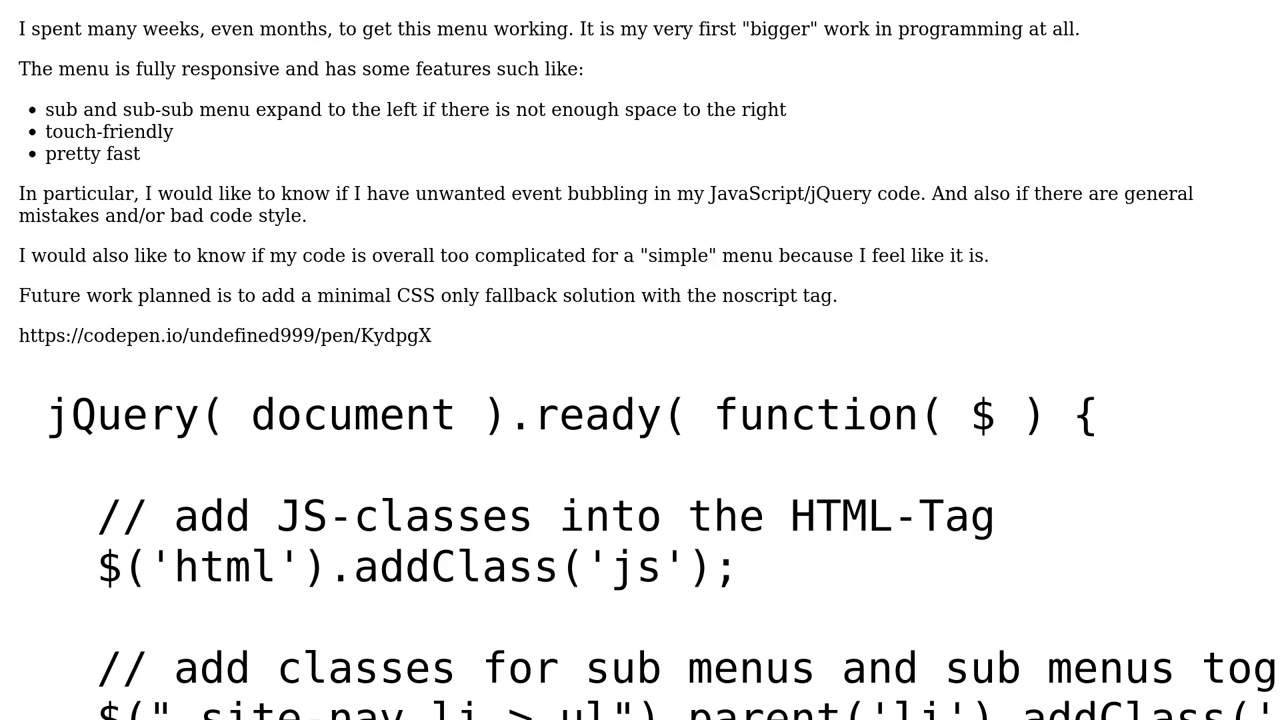 I spent many weeks, even months, to get this menu working. It is my very first "bigger" work in programming at all.
The menu is fully responsive and has some features such like:
• sub and sub-sub menu expand to the left if there is not enough space to the right
• touch-friendly
• pretty fast
In particular, I would like to know if I have unwanted event bubbling in my JavaScript/jQuery code. And also if there are general
mistakes and/or bad code style.
I would also like to know if my code is overall too complicated for a "simple" menu because I feel like it is.
Future work planned is to add a minimal CSS only fallback solution with the noscript tag.
https://codepen.io/undefined999/pen/KydpgX
jQuery( document ).ready( function( $ ) {
// add JS-classes into the HTML-Tag
$('html').addClass('js');
// add classes for sub menus and sub menus tog
$(".site-nav li > ul").parent('li').addClass('